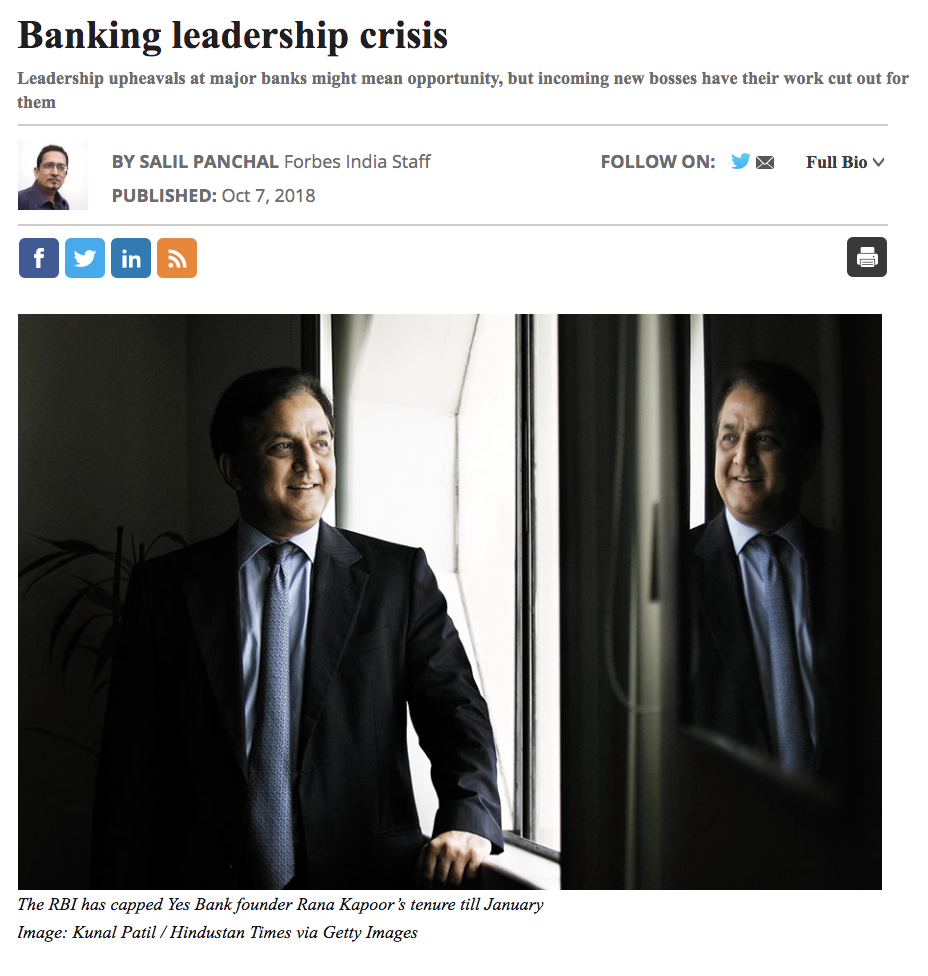 Banking leadership crisis
Leadership upheavals at major banks might mean opportunity, but incoming new bosses have their work cut out for
them
BY SALIL PANCHAL Forbes India Staff
FOLLOW ON: Full Bio
PUBLISHED: Oct 7, 2018
f in
The RBI has capped Yes Bank founder Rana Kapoor’s tenure till January
Image: Kunal Patil / Hindustan Times via Getty Images